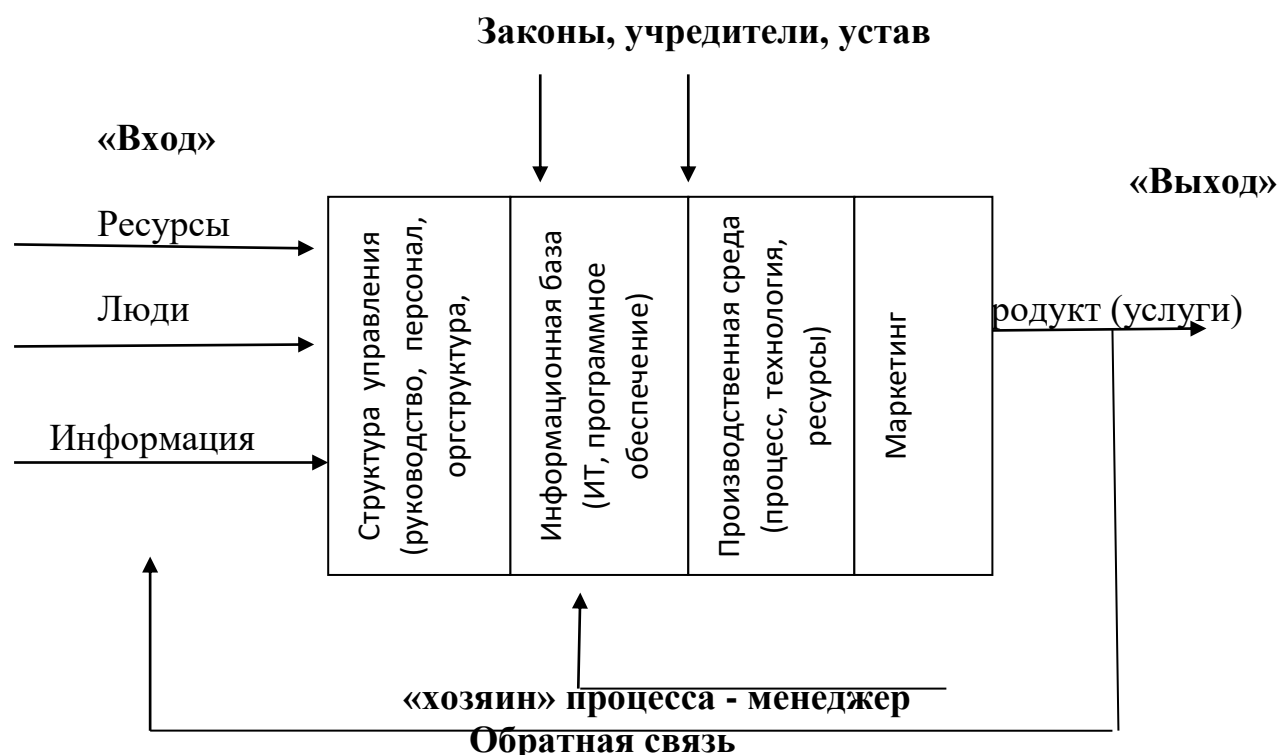 Законы, учредители, устав
«Вход»
«Выход»
Ресурсы
Люди
Информация
Структура управления
(руководство, персонал,
оргструктура,
Информационная база
(ИТ, программное
обеспечение)
Производственная среда
(процесс, технология,
ресурсы)
Маркетинг
родукт (услуги)
«хозяин» процесса - менеджер
Обратная связь